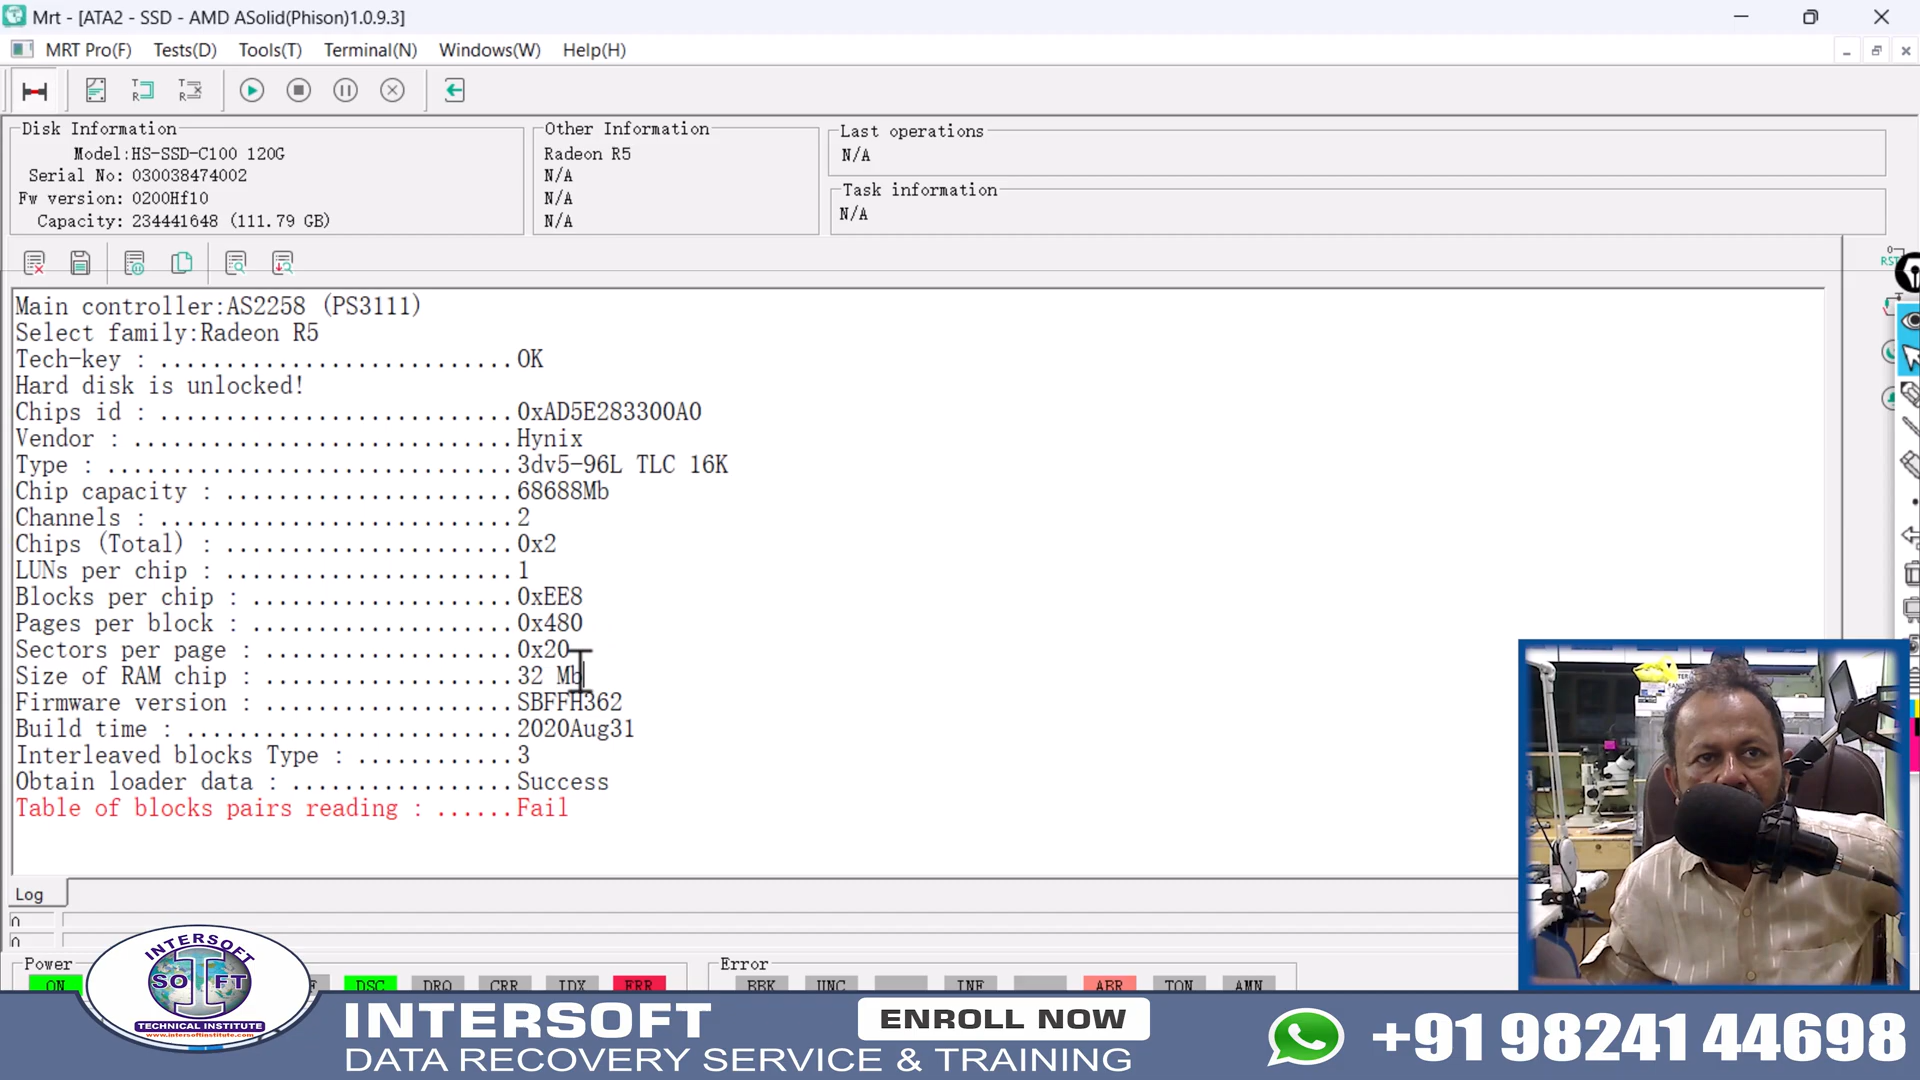 Mrt - [ATA2 - SSD - AMD ASolid(Phison)1.0.9.3]
MRT Pro(F) Tests(D) Tools(T) Terminal(N) Windows(W) Help(H)
Disk Information
Model:HS-SSD-C100 120G
Serial No: 030038474002
Fw version: 0200Hf10
Capacity: 234441648 (111.79 GB)
Other Information
Radeon R5
N/A
N/A
N/A
Last operations
N/A
Task information
N/A
Main controller:AS2258 (PS3111)
Select family:Radeon R5
Tech-key : ...........................OK
Hard disk is unlocked!
Chips id : ...........................0xAD5E283300A0
Vendor : .............................Hynix
Type : ...............................3dv5-96L TLC 16K
Chip capacity : ......................68688Mb
Channels : ...........................2
Chips (Total) : ......................0x2
LUNs per chip : ......................1
Blocks per chip : ....................0xEE8
Pages per block : ....................0x480
Sectors per page : ...................0x20
Size of RAM chip : ...................32 Mb
Firmware version : ...................SBFFH362
Build time : .........................2020Aug31
Interleaved blocks Type : ............3
Obtain loader data : .................Success
Table of blocks pairs reading : ......Fail
Log
0
0
Power
ON DSC DRQ CRR IDX ERR
Error
BBK UNC INF ABR TON AMN
INTERSOFT
SOFT
TECHNICAL INSTITUTE
www.intersoftinstitute.com
INTERSOFT
ENROLL NOW
DATA RECOVERY SERVICE & TRAINING
+91 98241 44698